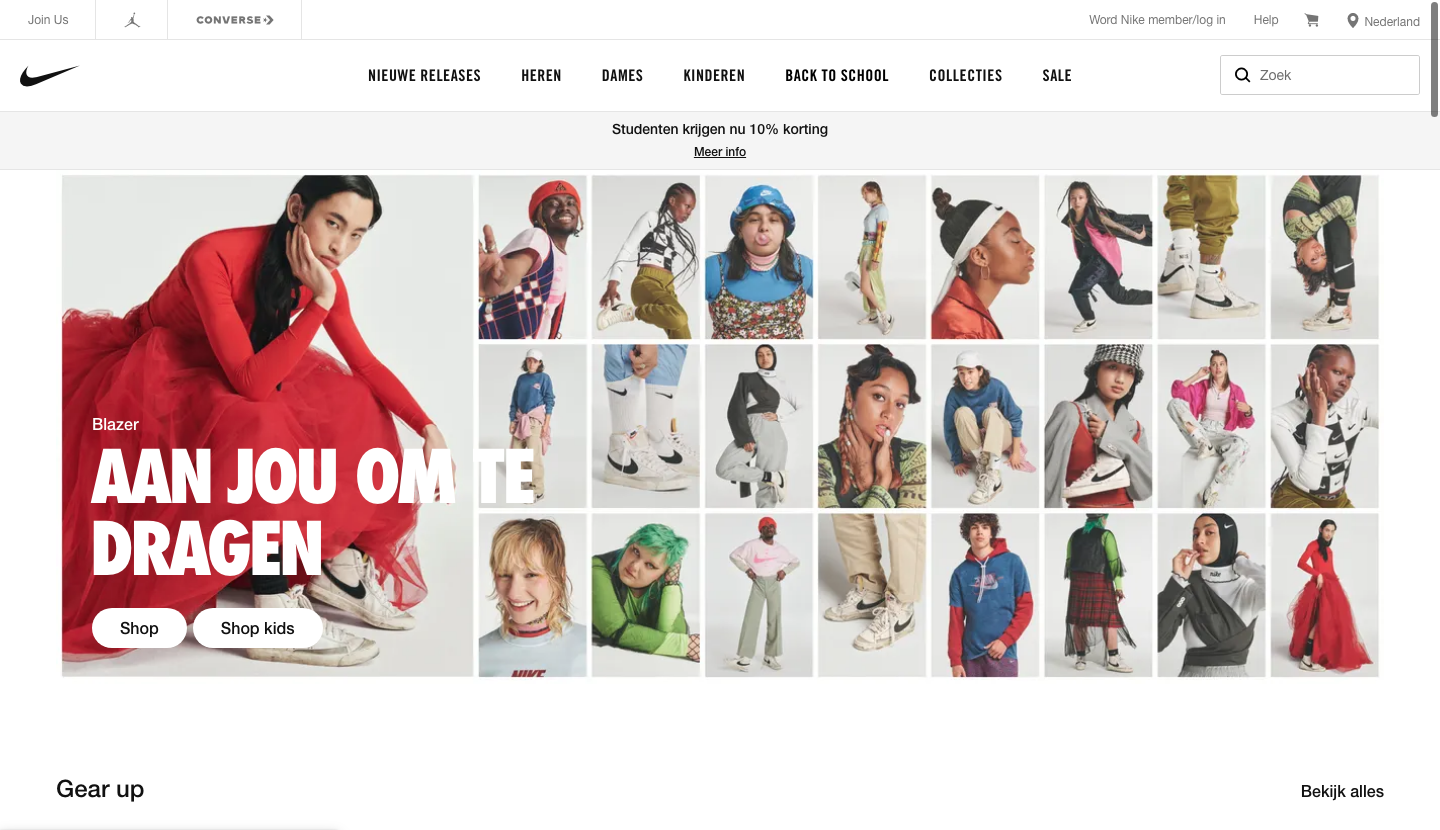 Join Us
CONVERSE
Word Nike member/log in
Help
Nederland
NIEUWE RELEASES
HEREN
DAMES
KINDEREN
BACK TO SCHOOL
COLLECTIES
SALE
Zoek
Studenten krijgen nu 10% korting
Meer info
Blazer
AAN JOU OM TE
DRAGEN
Shop
Shop kids
NIKE
Gear up
Bekijk alles